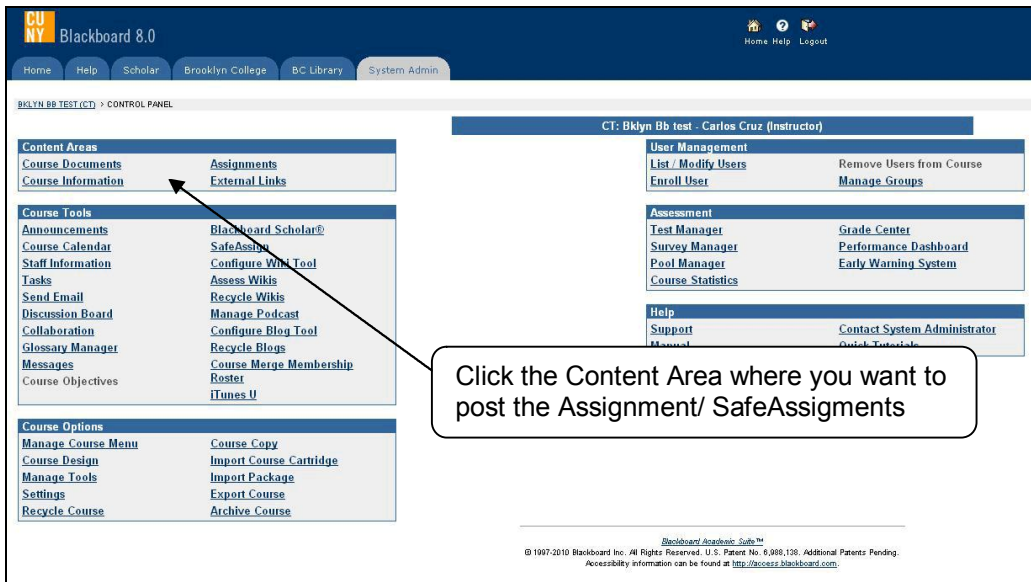 CU
NY Blackboard 8.0
Home Help Logout
Home Help Scholar Brooklyn College BC Library System Admin
BKLYN BB TEST (CT) > CONTROL PANEL
CT: Bklyn Bb test - Carlos Cruz (Instructor)
Content Areas
Course Documents Assignments
Course Information External Links
User Management
List / Modify Users Remove Users from Course
Enroll User Manage Groups
Course Tools
Announcements Blackboard Scholar®
Course Calendar SafeAssign
Staff Information Configure Wiki Tool
Tasks Assess Wikis
Send Email Recycle Wikis
Discussion Board Manage Podcast
Collaboration Configure Blog Tool
Glossary Manager Recycle Blogs
Messages Course Merge Membership
Course Objectives Roster
iTunes U
Assessment
Test Manager Grade Center
Survey Manager Performance Dashboard
Pool Manager Early Warning System
Course Statistics
Help
Support Contact System Administrator
Manual Quick Tutorials
Click the Content Area where you want to
post the Assignment/ SafeAssigments
Course Options
Manage Course Menu Course Copy
Course Design Import Course Cartridge
Manage Tools Import Package
Settings Export Course
Recycle Course Archive Course
Blackboard Academic Suite™
© 1997-2010 Blackboard Inc. All Rights Reserved. U.S. Patent No. 6,988,138. Additional Patents Pending.
Accessibility information can be found at http://access.blackboard.com.